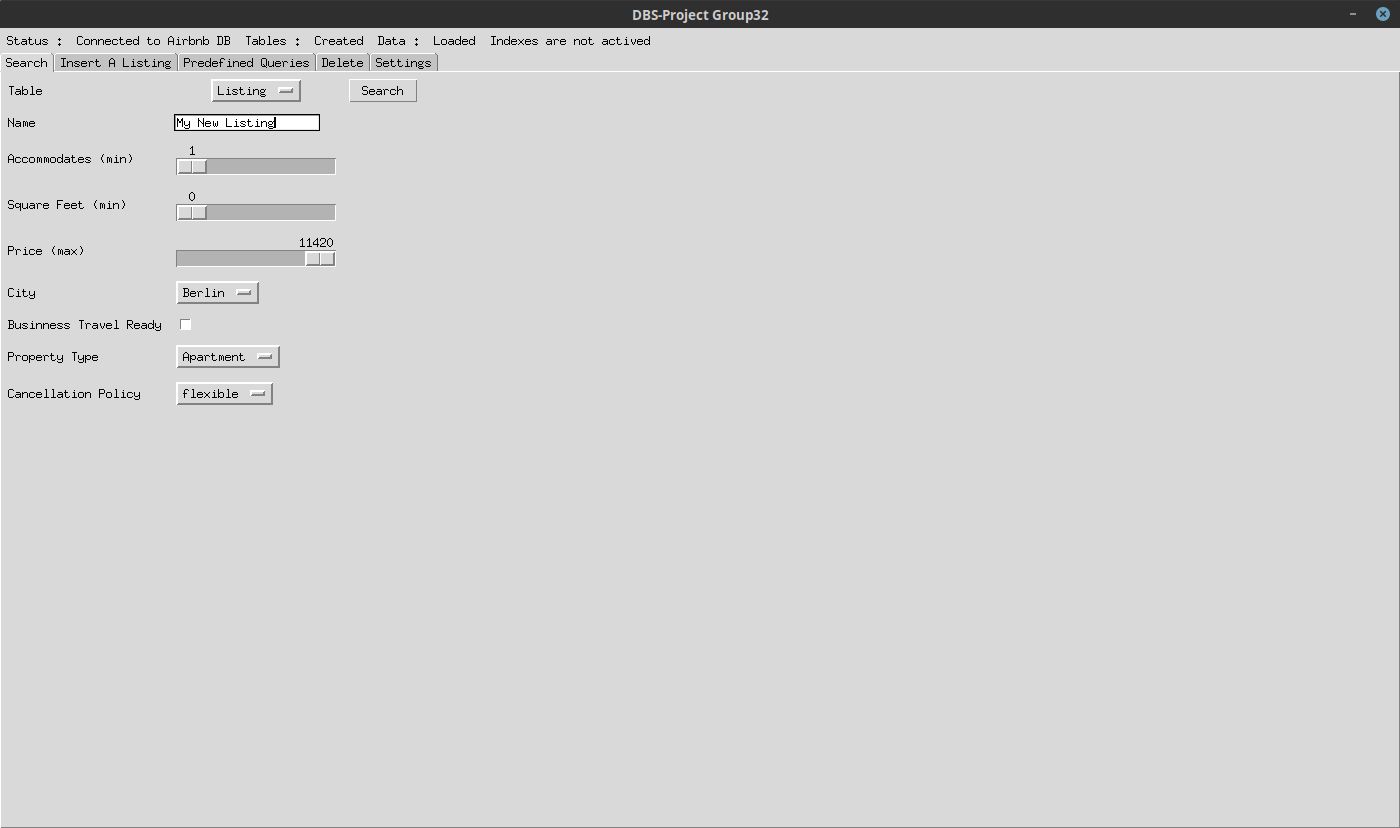 DBS-Project Group32
Status : Connected to Airbnb DB Tables : Created Data : Loaded Indexes are not actived
Search Insert A Listing Predefined Queries Delete Settings
Table Listing Search
Name My New Listing
1
Accommodates (min)
0
Square Feet (min)
11420
Price (max)
City Berlin
Businness Travel Ready
Property Type Apartment
Cancellation Policy flexible